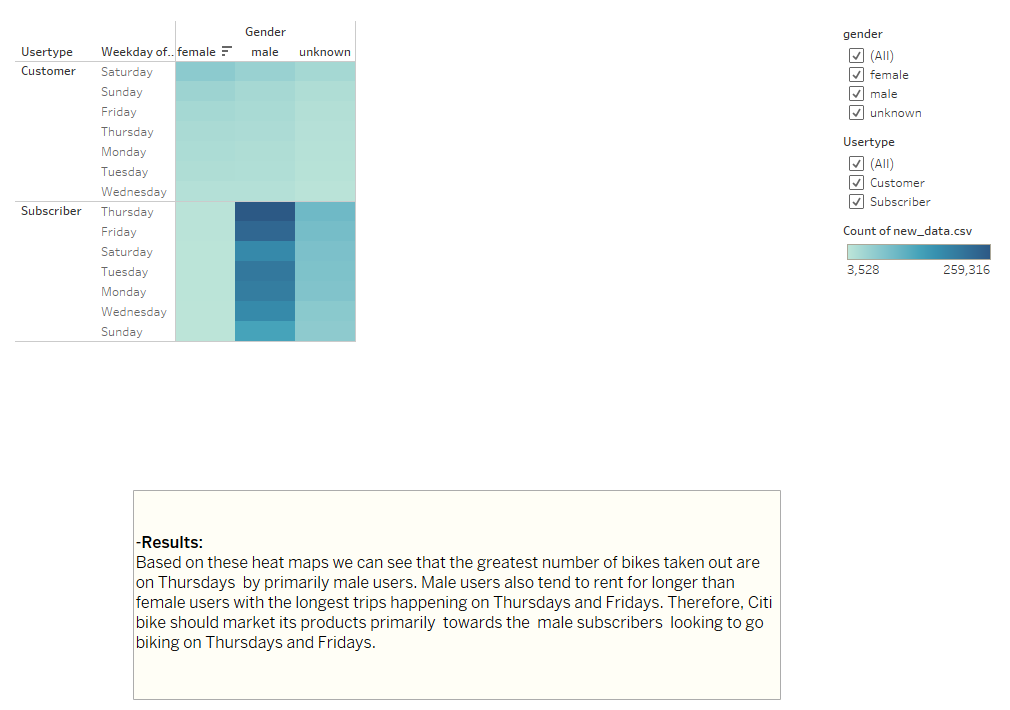 Gender
Usertype Weekday of.. female male unknown
Customer Saturday
Sunday
Friday
Thursday
Monday
Tuesday
Wednesday
Subscriber Thursday
Friday
Saturday
Tuesday
Monday
Wednesday
Sunday
gender
(All)
female
male
unknown
Usertype
(All)
Customer
Subscriber
Count of new_data.csv
3,528 259,316
-Results:
Based on these heat maps we can see that the greatest number of bikes taken out are
on Thursdays by primarily male users. Male users also tend to rent for longer than
female users with the longest trips happening on Thursdays and Fridays. Therefore, Citi
bike should market its products primarily towards the male subscribers looking to go
biking on Thursdays and Fridays.